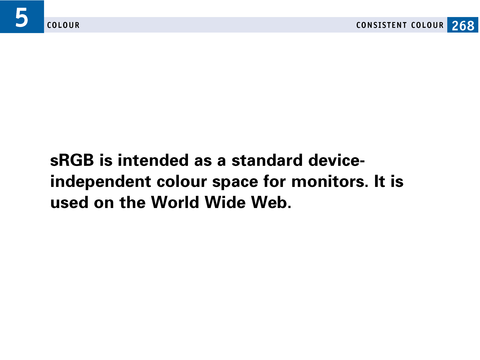 5
COLOUR
CONSISTENT COLOUR 268
sRGB is intended as a standard device-
independent colour space for monitors. It is
used on the World Wide Web.